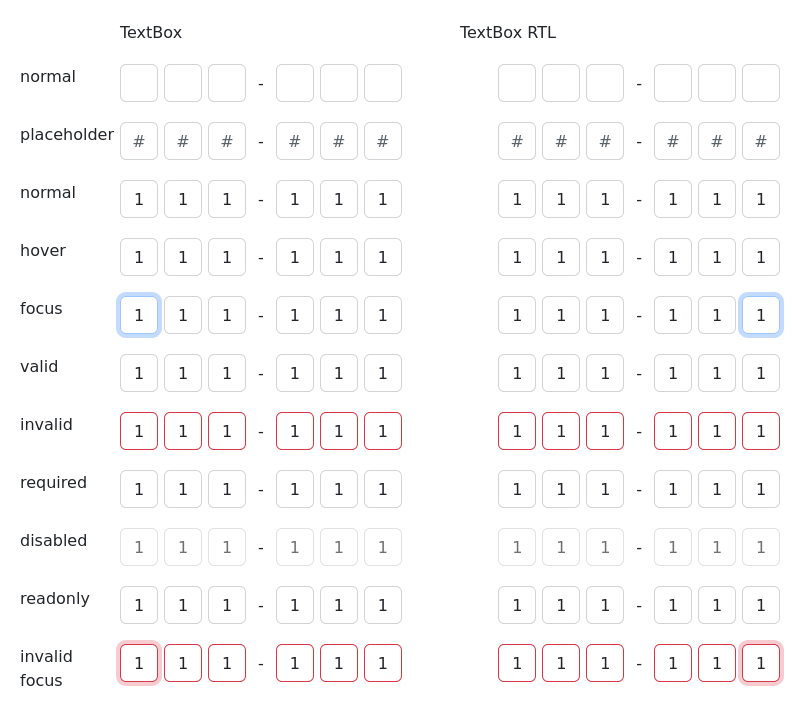 TextBox TextBox RTL
normal - -
placeholder # # # - # # # # # # - # # #
normal 1 1 1 - 1 1 1 1 1 1 - 1 1 1
hover 1 1 1 - 1 1 1 1 1 1 - 1 1 1
focus 1 1 1 - 1 1 1 1 1 1 - 1 1 1
valid 1 1 1 - 1 1 1 1 1 1 - 1 1 1
invalid 1 1 1 - 1 1 1 1 1 1 - 1 1 1
required 1 1 1 - 1 1 1 1 1 1 - 1 1 1
disabled 1 1 1 - 1 1 1 1 1 1 - 1 1 1
readonly 1 1 1 - 1 1 1 1 1 1 - 1 1 1
invalid 1 1 1 - 1 1 1 1 1 1 - 1 1 1
focus